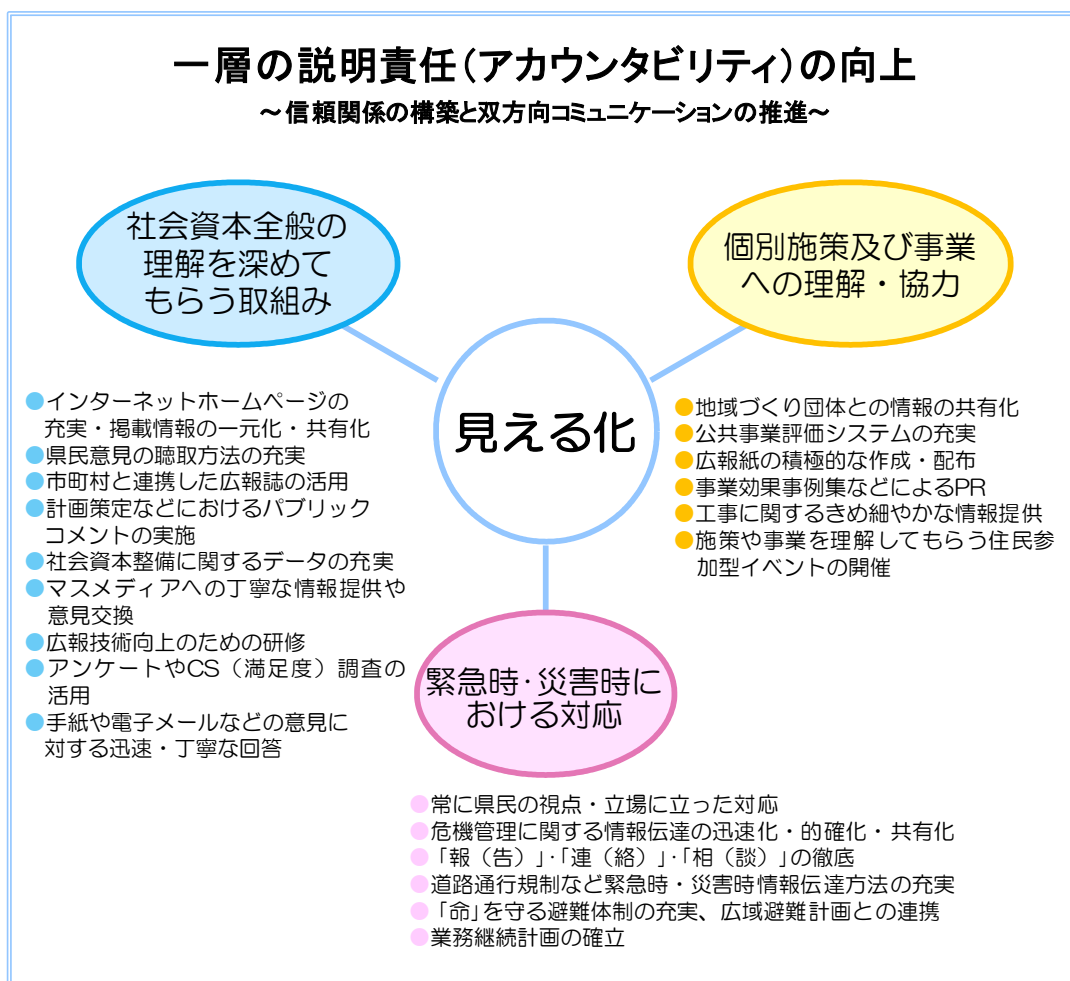 一層の説明責任(アカウンタビリティ)の向上
~信頼関係の構築と双方向コミュニケーションの推進~
社会資本全般の
理解を深めて
もらう取組み
個別施策及び事業
への理解・協力
見える化
●インターネットホームページの
充実・掲載情報の一元化・共有化
●県民意見の聴取方法の充実
●市町村と連携した広報誌の活用
●計画策定などにおけるパブリック
コメントの実施
●社会資本整備に関するデータの充実
●マスメディアへの丁寧な情報提供や
意見交換
●広報技術向上のための研修
●アンケートやCS(満足度)調査の
活用
●手紙や電子メールなどの意見に
対する迅速・丁寧な回答
●地域づくり団体との情報の共有化
●公共事業評価システムの充実
●広報紙の積極的な作成・配布
●事業効果事例集などによるPR
●工事に関するきめ細やかな情報提供
●施策や事業を理解してもらう住民参
加型イベントの開催
緊急時・災害時に
おける対応
●常に県民の視点・立場に立った対応
●危機管理に関する情報伝達の迅速化・的確化・共有化
●「報(告)」・「連(絡)」・「相(談)」の徹底
●道路通行規制など緊急時・災害時情報伝達方法の充実
●「命」を守る避難体制の充実、広域避難計画との連携
●業務継続計画の確立